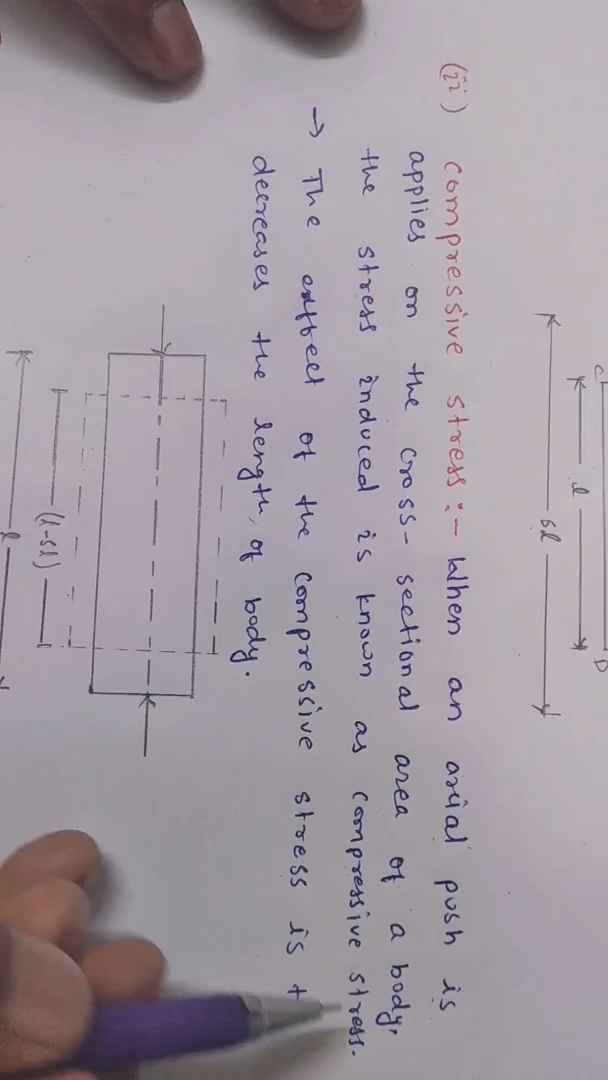 C
D
l
δl
(ii) Compressive stress :- When an axial push is
applies on the cross-sectional area of a body,
the stress induced is known as compressive stress.
→ The effect of the compressive stress is t
decreases the length, of body.
(l-δl)
l